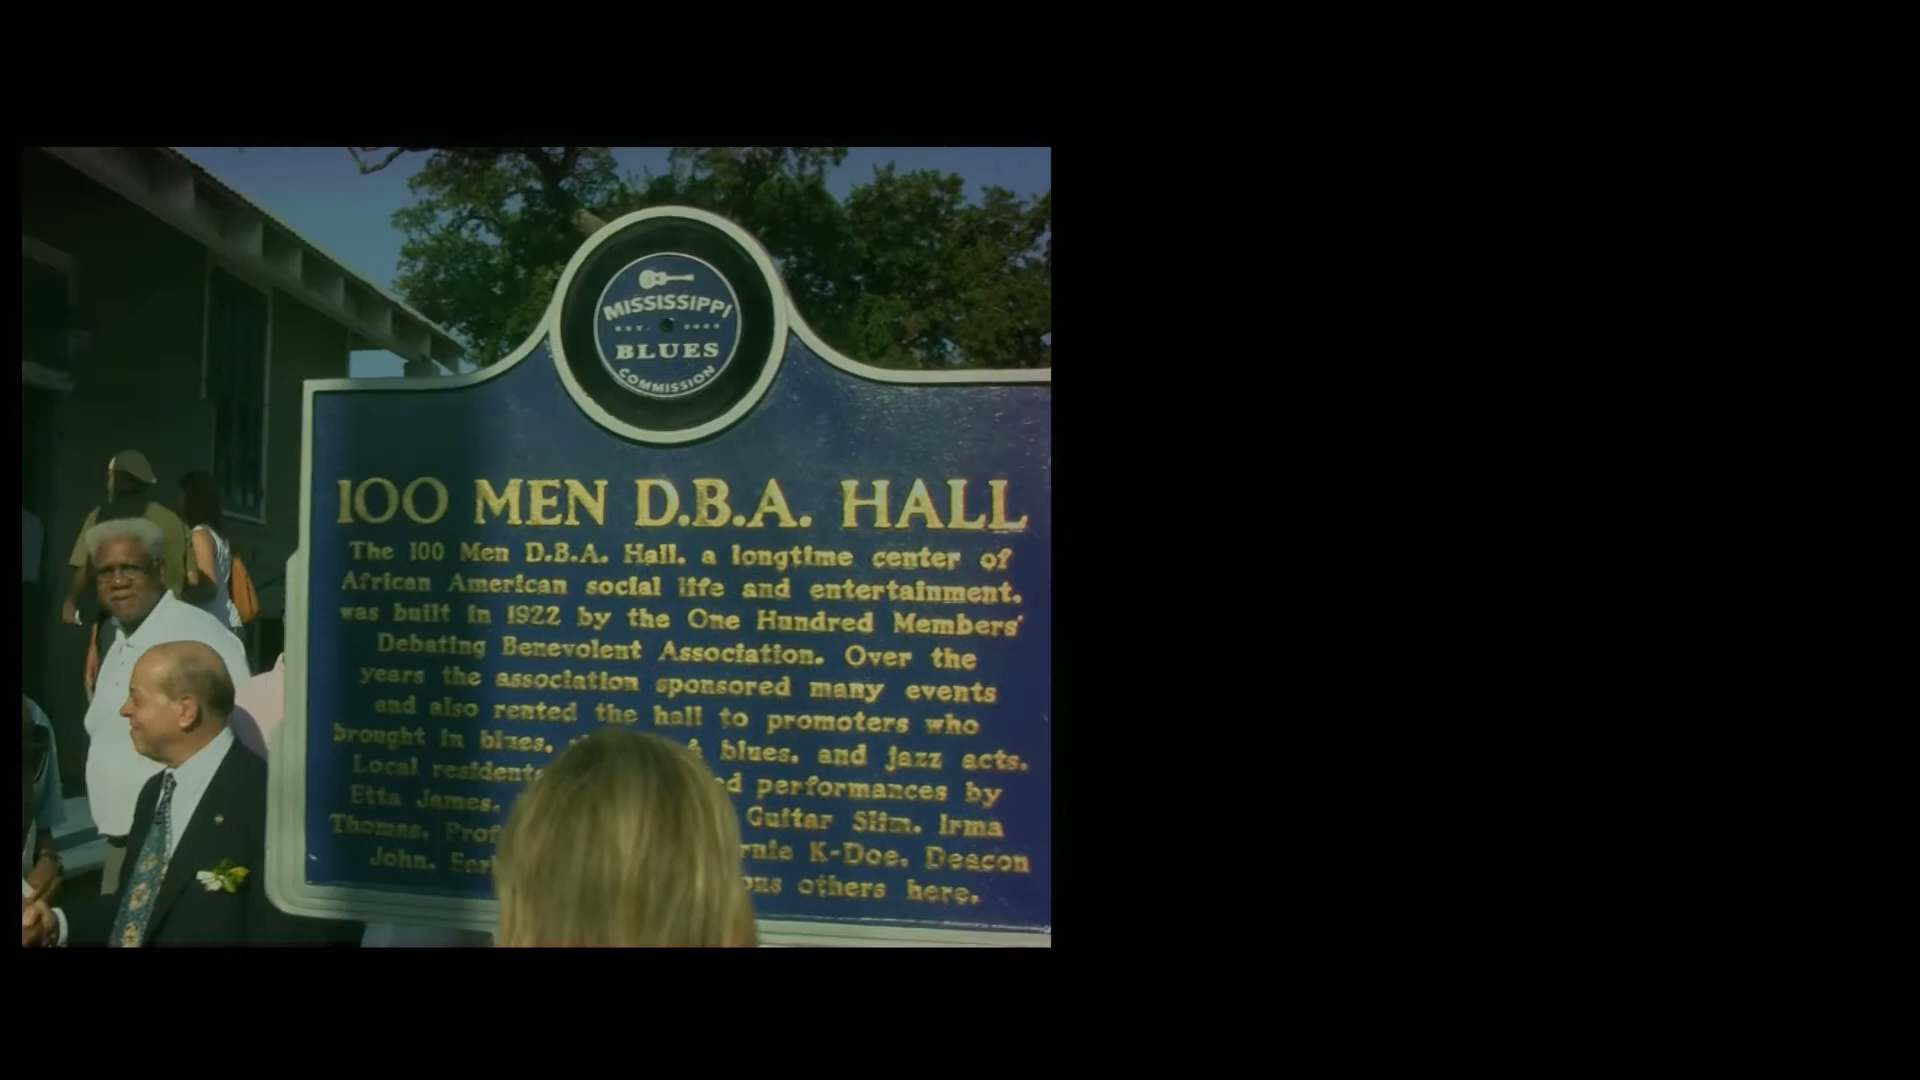 MISSISSIPPI
EST. 2003
BLUES
COMMISSION
100 MEN D.B.A. HALL
The 100 Men D.B.A. Hall, a longtime center of
African American social life and entertainment,
was built in 1922 by the One Hundred Members'
Debating Benevolent Association. Over the
years the association sponsored many events
and also rented the hall to promoters who
brought in blues, & blues, and jazz acts.
Local residents performances by
Etta James, Guitar Slim, Irma
Thomas, K-Doe, Deacon
John, others here.